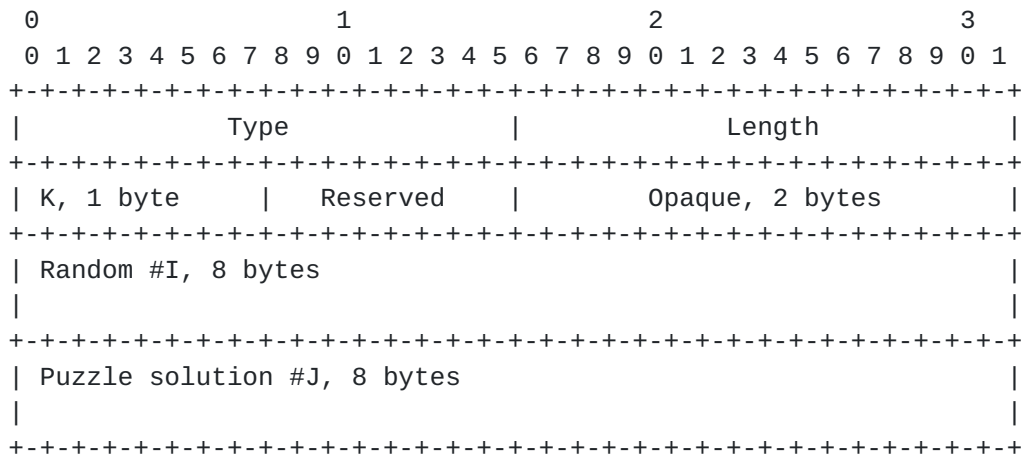 0                   1                   2                   3
 0 1 2 3 4 5 6 7 8 9 0 1 2 3 4 5 6 7 8 9 0 1 2 3 4 5 6 7 8 9 0 1
+-+-+-+-+-+-+-+-+-+-+-+-+-+-+-+-+-+-+-+-+-+-+-+-+-+-+-+-+-+-+-+-+
|             Type              |             Length            |
+-+-+-+-+-+-+-+-+-+-+-+-+-+-+-+-+-+-+-+-+-+-+-+-+-+-+-+-+-+-+-+-+
| K, 1 byte     |   Reserved    |        Opaque, 2 bytes        |
+-+-+-+-+-+-+-+-+-+-+-+-+-+-+-+-+-+-+-+-+-+-+-+-+-+-+-+-+-+-+-+-+
| Random #I, 8 bytes                                            |
|                                                               |
+-+-+-+-+-+-+-+-+-+-+-+-+-+-+-+-+-+-+-+-+-+-+-+-+-+-+-+-+-+-+-+-+
| Puzzle solution #J, 8 bytes                                   |
|                                                               |
+-+-+-+-+-+-+-+-+-+-+-+-+-+-+-+-+-+-+-+-+-+-+-+-+-+-+-+-+-+-+-+-+